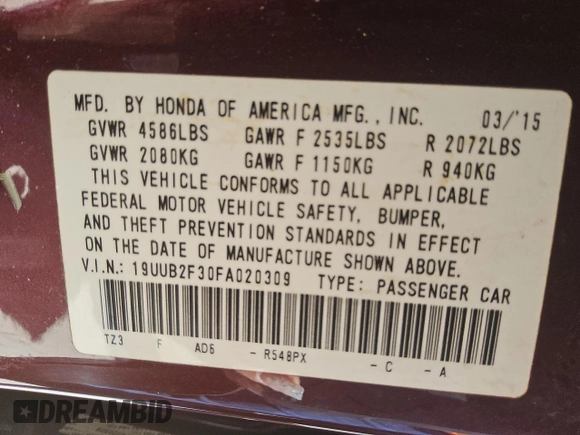 MFD. BY HONDA OF AMERICA MFG., INC. 03/'15
GVWR 4586LBS GAWR F 2535LBS R 2072LBS
GVWR 2080KG GAWR F 1150KG R 940KG
THIS VEHICLE CONFORMS TO ALL APPLICABLE
FEDERAL MOTOR VEHICLE SAFETY, BUMPER,
AND THEFT PREVENTION STANDARDS IN EFFECT
ON THE DATE OF MANUFACTURE SHOWN ABOVE.
V.I.N.: 19UUB2F30FA020309 TYPE: PASSENGER CAR
TZ3 F AD6 - R548PX - C - A
DREAMBID